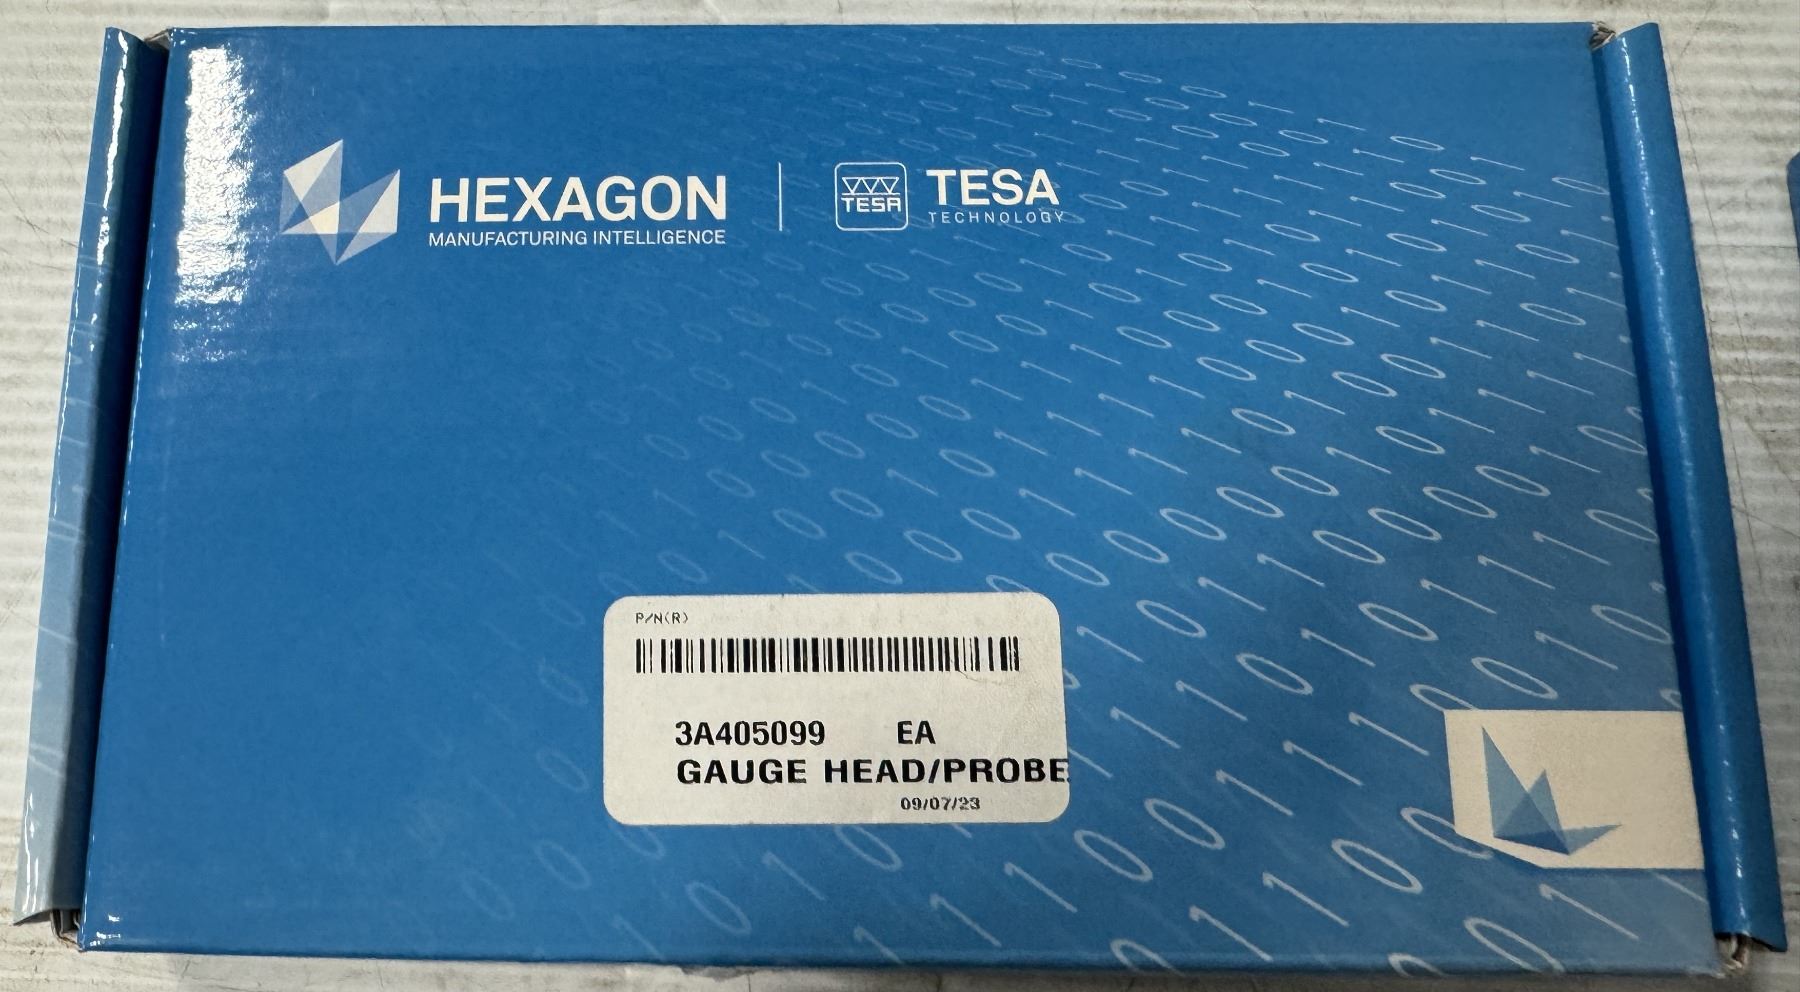 HEXAGON
MANUFACTURING INTELLIGENCE
TESA
TESA
TECHNOLOGY
P/N(R)
3A405099 EA
GAUGE HEAD/PROBE
09/07/23